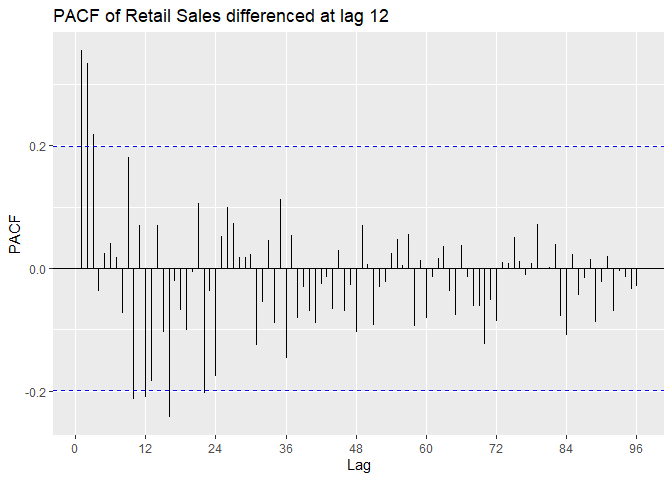 PACF of Retail Sales differenced at lag 12
PACF
0.2
0.0
-0.2
0 12 24 36 48 60 72 84 96
Lag